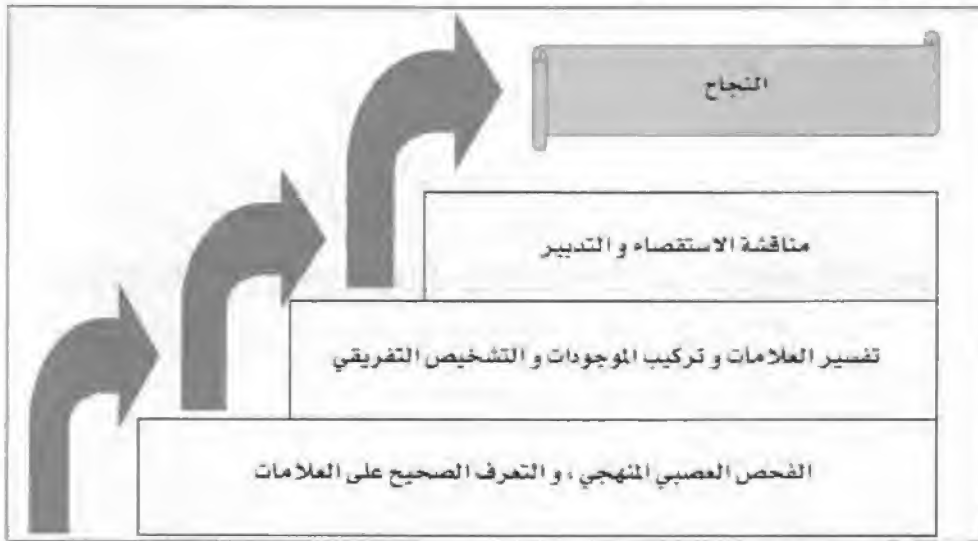 النجاح
مناقشة الاستقصاء و التدبير
تفسير العلامات و تركيب الموجودات و التشخيص التفريقي
الفحص العصبي المنهجي ، و التعرف الصحيح على العلامات